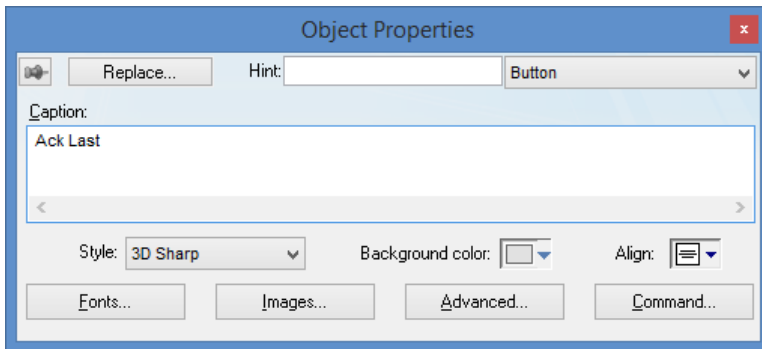 Object Properties
x
Replace... Hint: Button
Caption:
Ack Last
Style: 3D Sharp Background color: Align:
Fonts... Images... Advanced... Command...